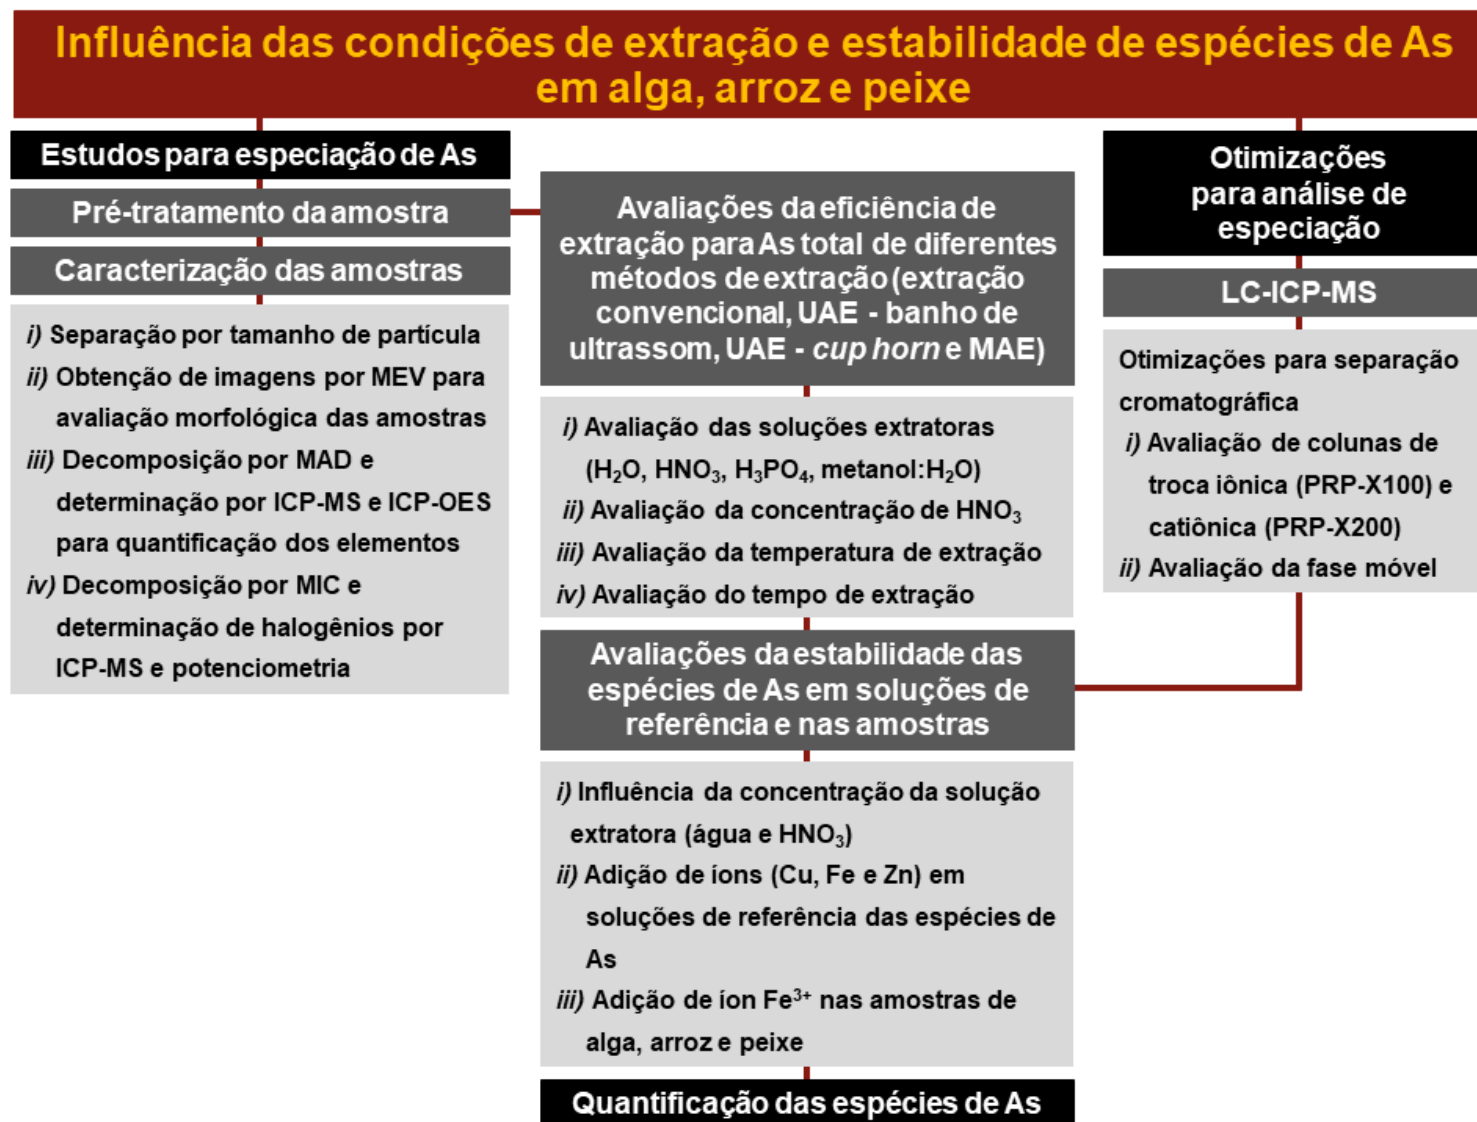 Influência das condições de extração e estabilidade de espécies de As
em alga, arroz e peixe
Estudos para especiação de As
Pré-tratamento da amostra
Caracterização das amostras
i) Separação por tamanho de partícula
ii) Obtenção de imagens por MEV para
avaliação morfológica das amostras
iii) Decomposição por MAD e
determinação por ICP-MS e ICP-OES
para quantificação dos elementos
iv) Decomposição por MIC e
determinação de halogênios por
ICP-MS e potenciometria
Avaliações da eficiência de
extração para As total de diferentes
métodos de extração (extração
convencional, UAE - banho de
ultrassom, UAE - cup horn e MAE)
i) Avaliação das soluções extratoras
(H₂O, HNO₃, H₃PO₄, metanol:H₂O)
ii) Avaliação da concentração de HNO₃
iii) Avaliação da temperatura de extração
iv) Avaliação do tempo de extração
Avaliações da estabilidade das
espécies de As em soluções de
referência e nas amostras
i) Influência da concentração da solução
extratora (água e HNO₃)
ii) Adição de íons (Cu, Fe e Zn) em
soluções de referência das espécies de
As
iii) Adição de íon Fe³⁺ nas amostras de
alga, arroz e peixe
Quantificação das espécies de As
Otimizações
para análise de
especiação
LC-ICP-MS
Otimizações para separação
cromatográfica
i) Avaliação de colunas de
troca iônica (PRP-X100) e
catiônica (PRP-X200)
ii) Avaliação da fase móvel